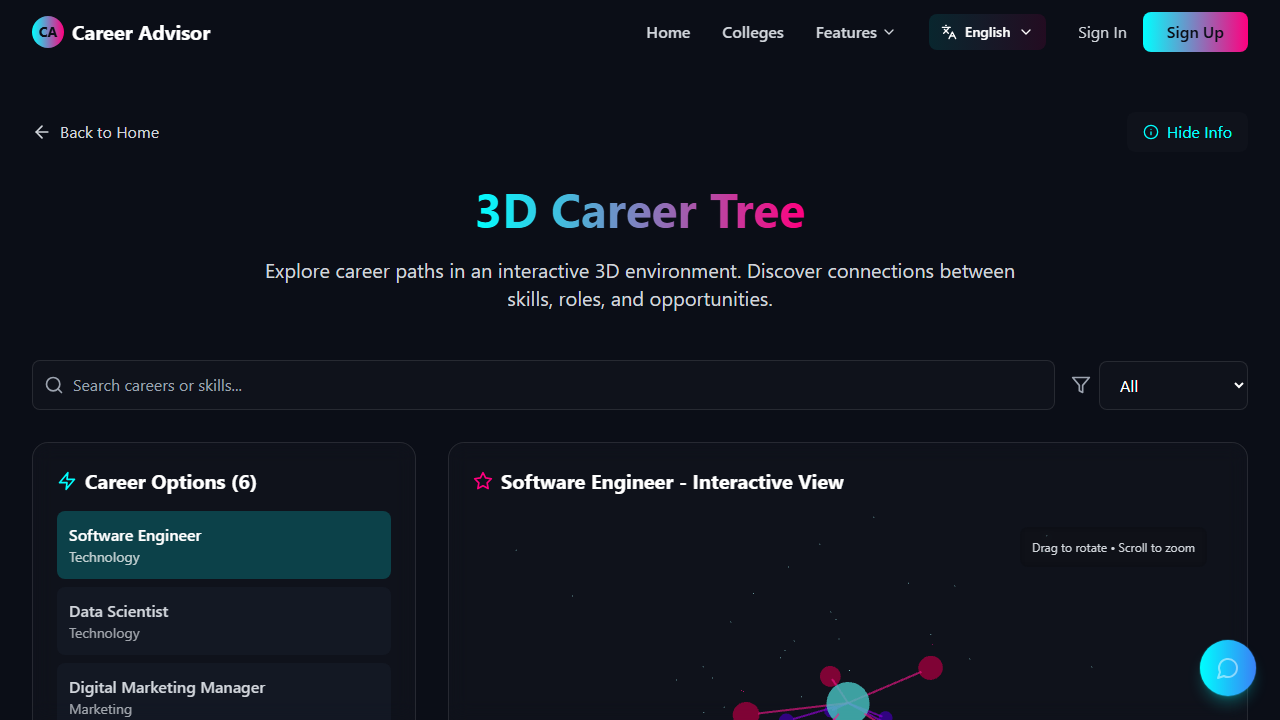 CA Career Advisor
Home
Colleges
Features
English
Sign In
Sign Up
Back to Home
Hide Info
3D Career Tree
Explore career paths in an interactive 3D environment. Discover connections between
skills, roles, and opportunities.
Search careers or skills...
All
Career Options (6)
Software Engineer
Technology
Data Scientist
Technology
Digital Marketing Manager
Marketing
Software Engineer - Interactive View
Drag to rotate • Scroll to zoom